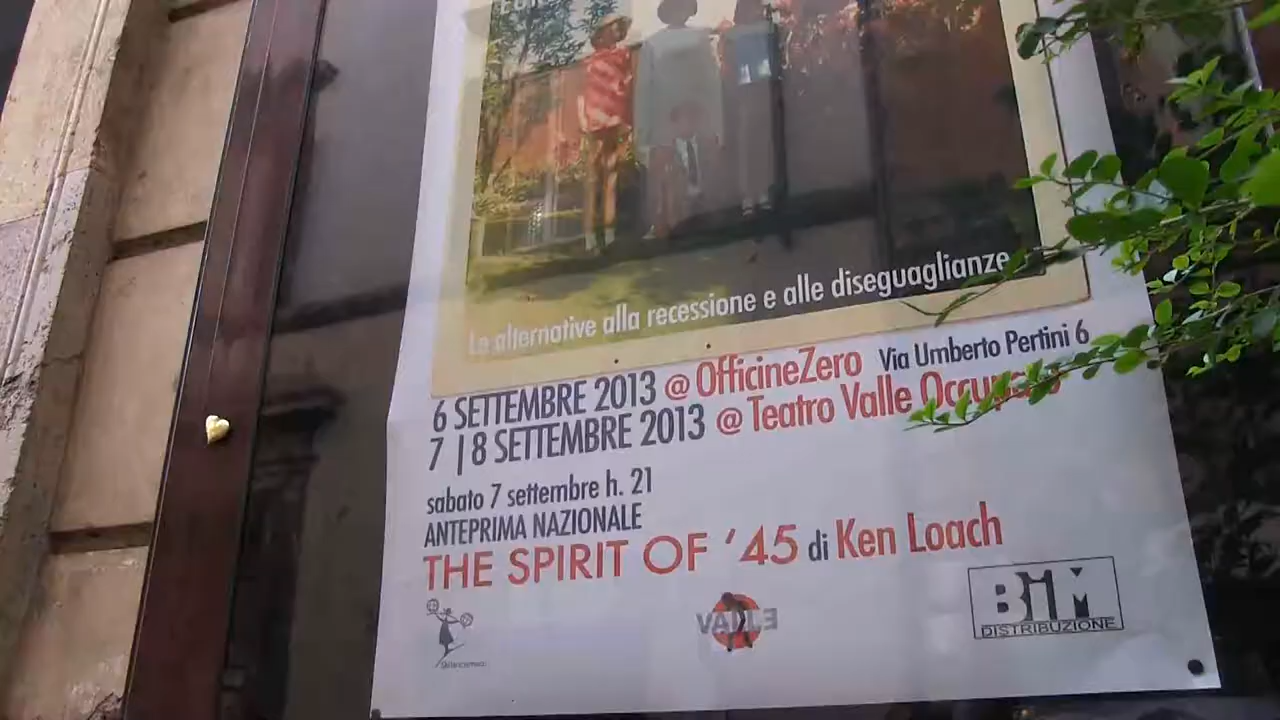 Le alternative alla recessione e alle diseguaglianze
6 SETTEMBRE 2013 @ OfficineZero Via Umberto Pertini 6
7 | 8 SETTEMBRE 2013 @ Teatro Valle
sabato 7 settembre h. 21
ANTEPRIMA NAZIONALE
THE SPIRIT OF '45 di Ken Loach
VALLE
BIM
DISTRIBUZIONE